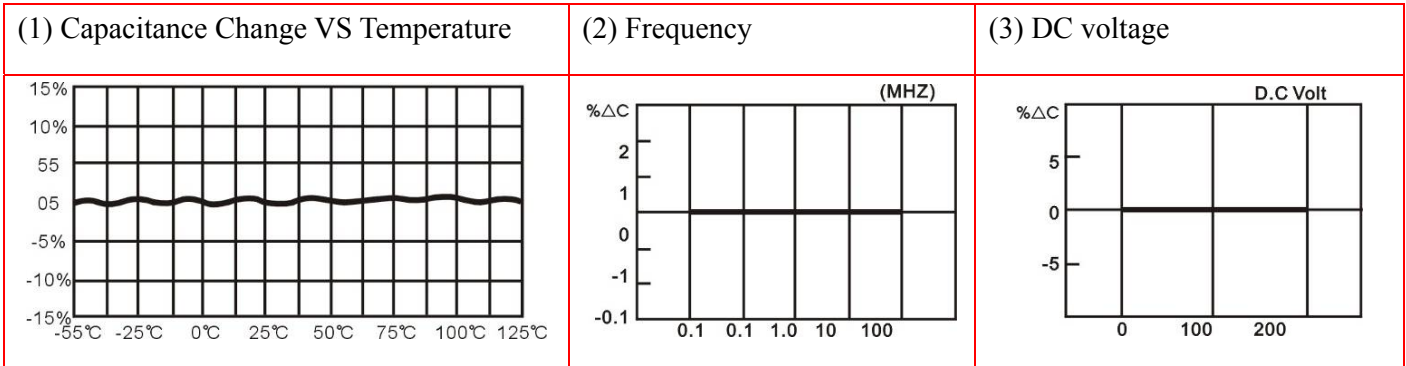 (1) Capacitance Change VS Temperature
(2) Frequency
(3) DC voltage
15%
10%
55
05
-5%
-10%
-15%
-55℃ -25℃ 0℃ 25℃ 50℃ 75℃ 100℃ 125℃
(MHZ)
%△C
2
1
0
-1
-0.1
0.1 0.1 1.0 10 100
D.C Volt
%△C
5
0
-5
0 100 200